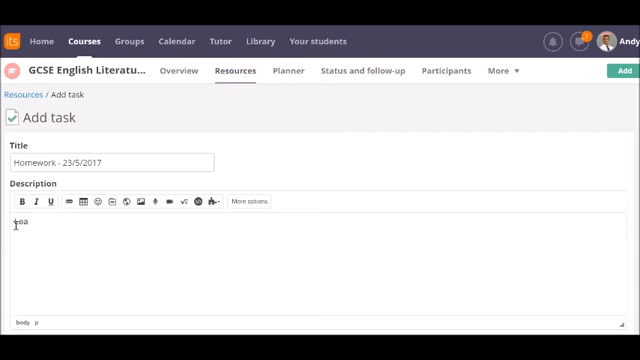 its Home Courses Groups Calendar Tutor Library Your students 7 Andy
GCSE English Literatu... Overview Resources Planner Status and follow-up Participants More Add
Resources / Add task
Add task
Title
Homework - 23/5/2017
Description
B I U More options
body p